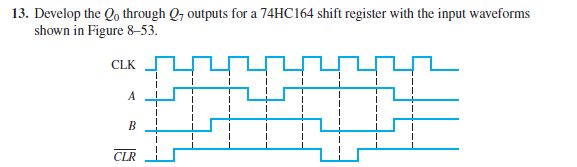 13. Develop the Q0 through Q7 outputs for a 74HC164 shift register with the input waveforms
shown in Figure 8–53.
CLK
A
B
CLR